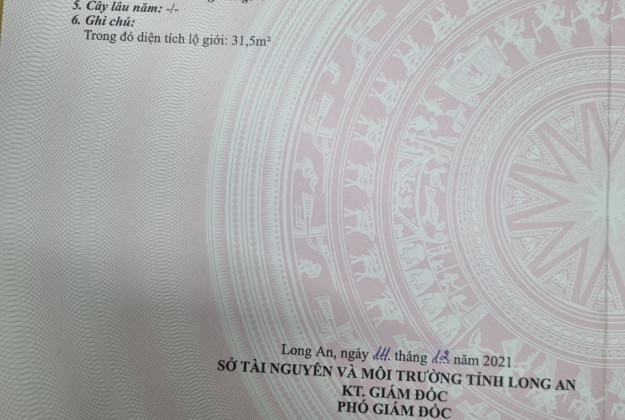 5. Cây lâu năm: -/-
6. Ghi chú:
Trong đó diện tích lộ giới: 31,5m²
Long An, ngày tháng năm 2021
SỞ TÀI NGUYÊN VÀ MÔI TRƯỜNG TỈNH LONG AN
KT. GIÁM ĐỐC
PHÓ GIÁM ĐỐC